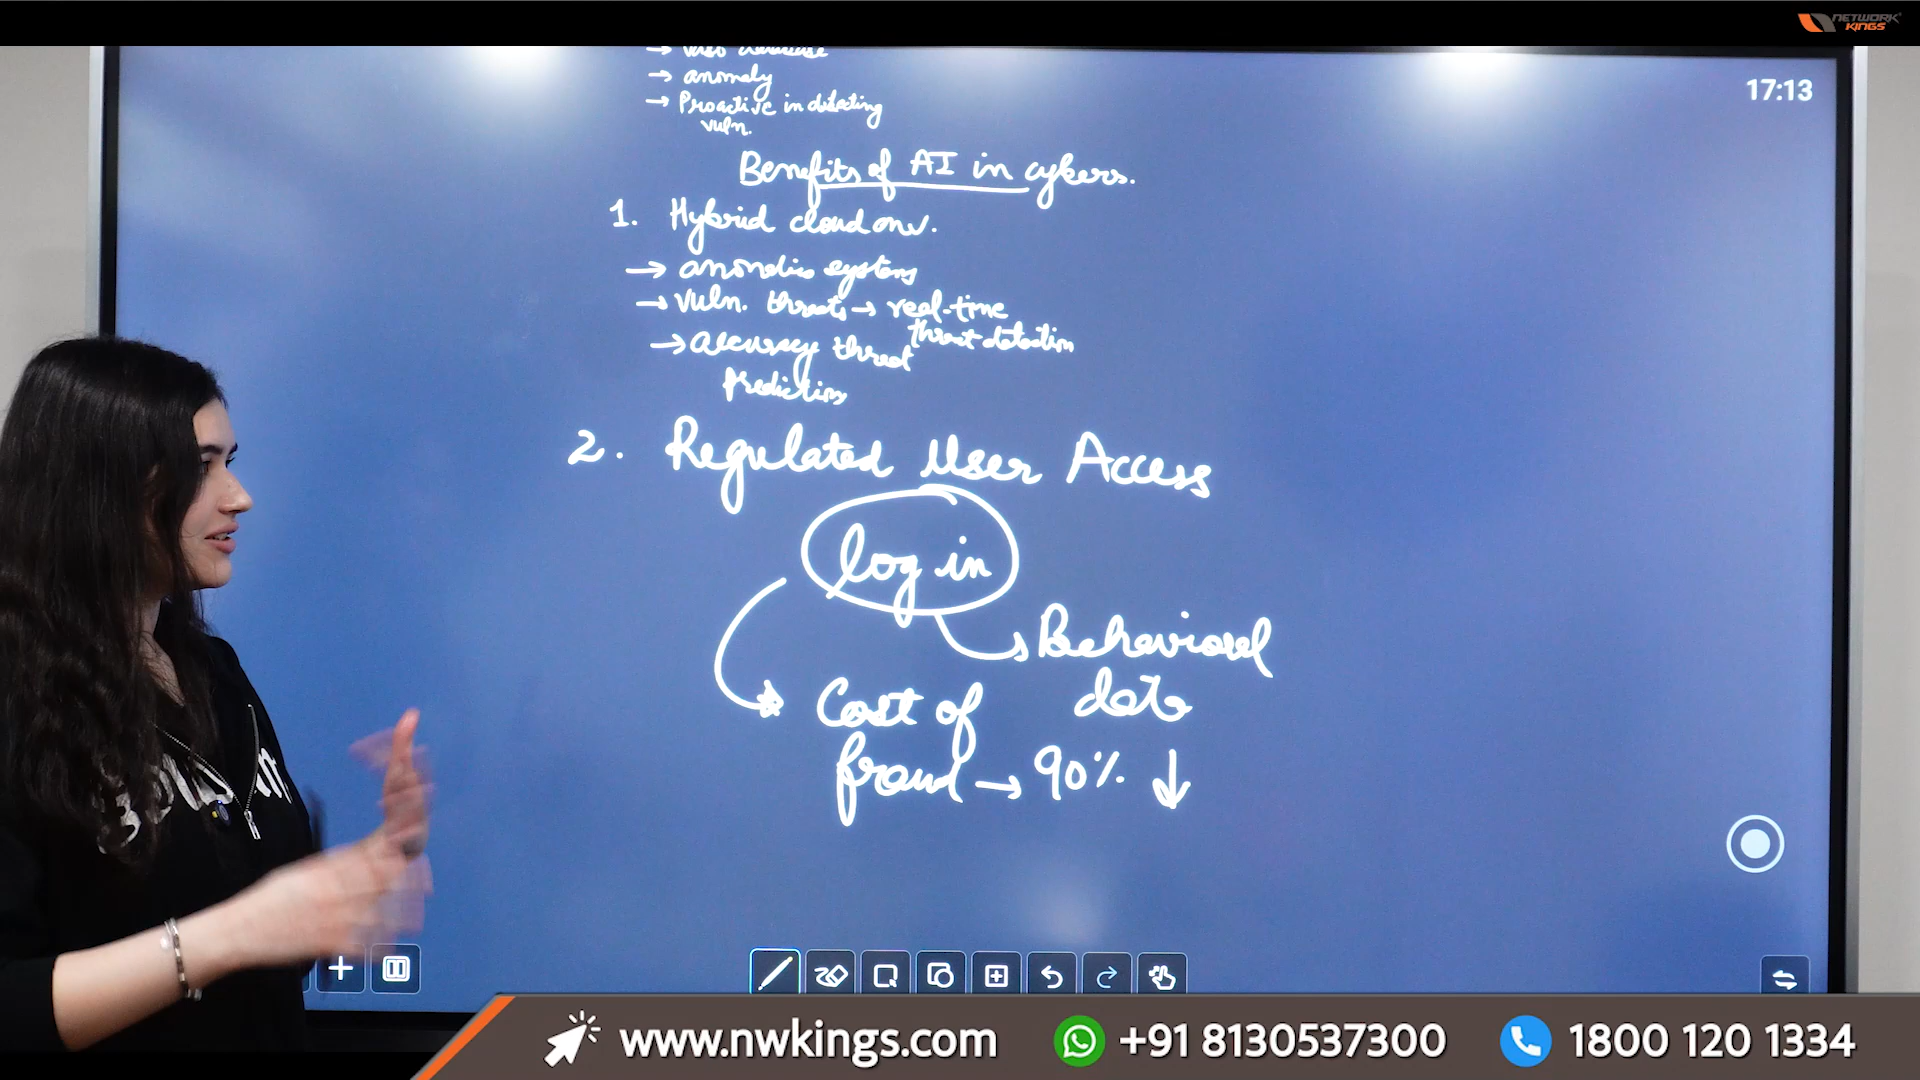 NETWORK
KINGS
17:13
→ anomaly
→ Proactive in detecting
vuln.
Benefits of AI in cybers.
1. Hybrid cloud env.
→ systems
→ vuln. threats → real-time
threat detection
→ accuracy threat
prediction
2. Regulated User Access
log in
Behavioral
data
Cost of
fraud → 90% ↓
www.nwkings.com
+91 8130537300
1800 120 1334